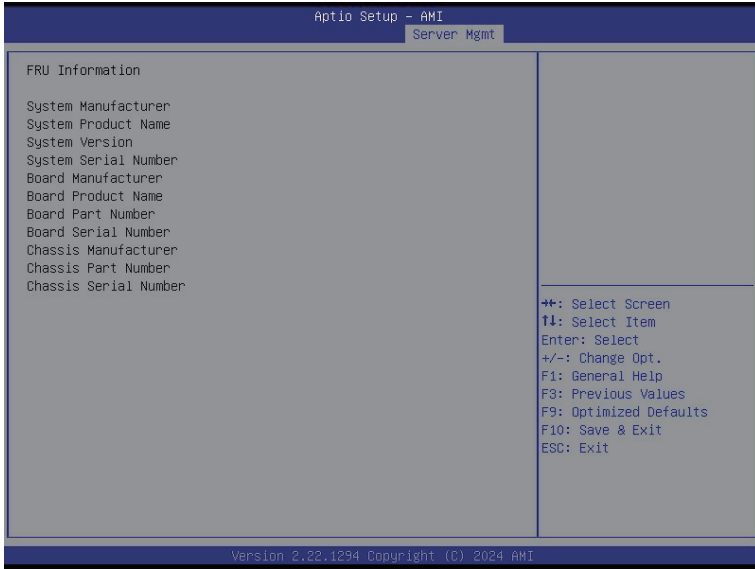 Aptio Setup – AMI
Server Mgmt
FRU Information
System Manufacturer
System Product Name
System Version
System Serial Number
Board Manufacturer
Board Product Name
Board Part Number
Board Serial Number
Chassis Manufacturer
Chassis Part Number
Chassis Serial Number
→←: Select Screen
↑↓: Select Item
Enter: Select
+/-: Change Opt.
F1: General Help
F3: Previous Values
F9: Optimized Defaults
F10: Save & Exit
ESC: Exit
Version 2.22.1294 Copyright (C) 2024 AMI